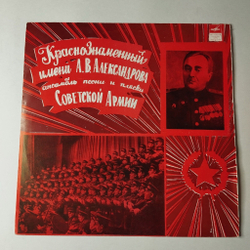 Краснознаменный
имени А.В.Александрова
ансамбль песни и пляски
Советской Армии